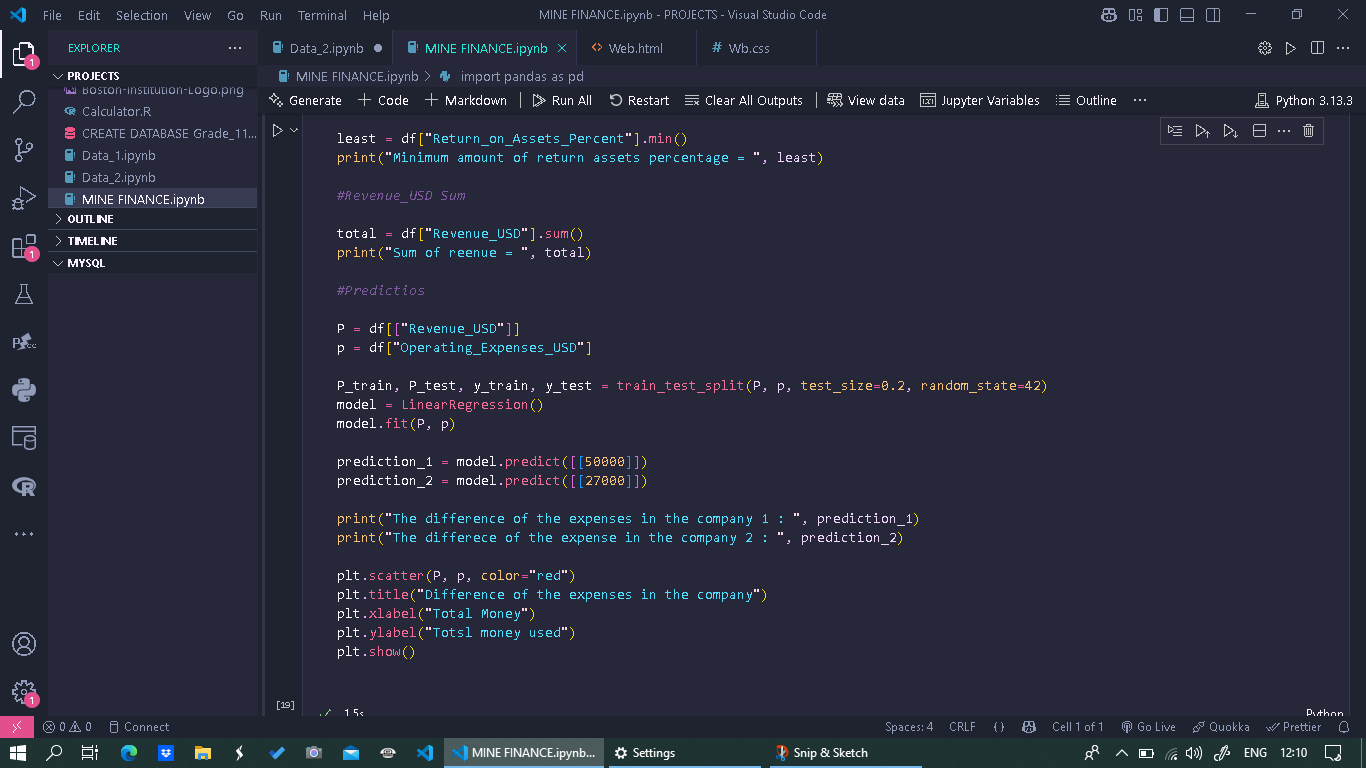 File Edit Selection View Go Run Terminal Help
MINE FINANCE.ipynb - PROJECTS - Visual Studio Code
EXPLORER
Data_2.ipynb
MINE FINANCE.ipynb
Web.html
# Wb.css
PROJECTS
MINE FINANCE.ipynb > import pandas as pd
Boston-Institution-Logo.png
Calculator.R
CREATE DATABASE Grade_11...
Data_1.ipynb
Data_2.ipynb
MINE FINANCE.ipynb
OUTLINE
TIMELINE
MYSQL
1
1
1
Generate + Code + Markdown Run All Restart Clear All Outputs View data Jupyter Variables Outline ... Python 3.13.3
least = df["Return_on_Assets_Percent"].min()
print("Minimum amount of return assets percentage = ", least)
#Revenue_USD Sum
total = df["Revenue_USD"].sum()
print("Sum of reenue = ", total)
#Predictios
P = df[["Revenue_USD"]]
p = df["Operating_Expenses_USD"]
P_train, P_test, y_train, y_test = train_test_split(P, p, test_size=0.2, random_state=42)
model = LinearRegression()
model.fit(P, p)
prediction_1 = model.predict([[50000]])
prediction_2 = model.predict([[27000]])
print("The difference of the expenses in the company 1 : ", prediction_1)
print("The differece of the expense in the company 2 : ", prediction_2)
plt.scatter(P, p, color="red")
plt.title("Difference of the expenses in the company")
plt.xlabel("Total Money")
plt.ylabel("Totsl money used")
plt.show()
[19]
1.5s
Python
0 0 Connect
Spaces: 4 CRLF {} Cell 1 of 1 Go Live Quokka Prettier
MINE FINANCE.ipynb...
Settings
Snip & Sketch
ENG 12:10